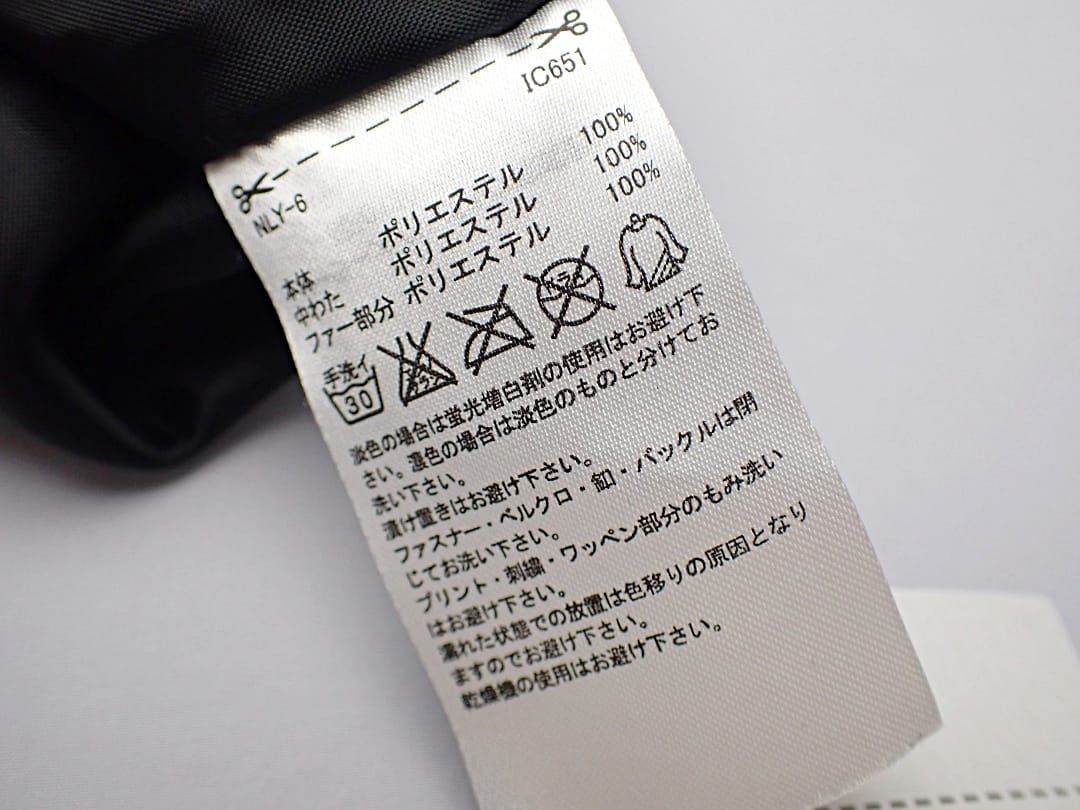 IC651
NLY-6
本体 ポリエステル 100%
中わた ポリエステル 100%
ファー部分 ポリエステル 100%
手洗イ
30
エンソサラシ
ドライ
淡色の場合は蛍光増白剤の使用はお避け下
さい。濃色の場合は淡色のものと分けてお
洗い下さい。
漬け置きはお避け下さい。
ファスナー・ベルクロ・釦・バックルは閉
じてお洗い下さい。
プリント・刺繍・ワッペン部分のもみ洗い
はお避け下さい。
濡れた状態での放置は色移りの原因となり
ますのでお避け下さい。
乾燥機の使用はお避け下さい。